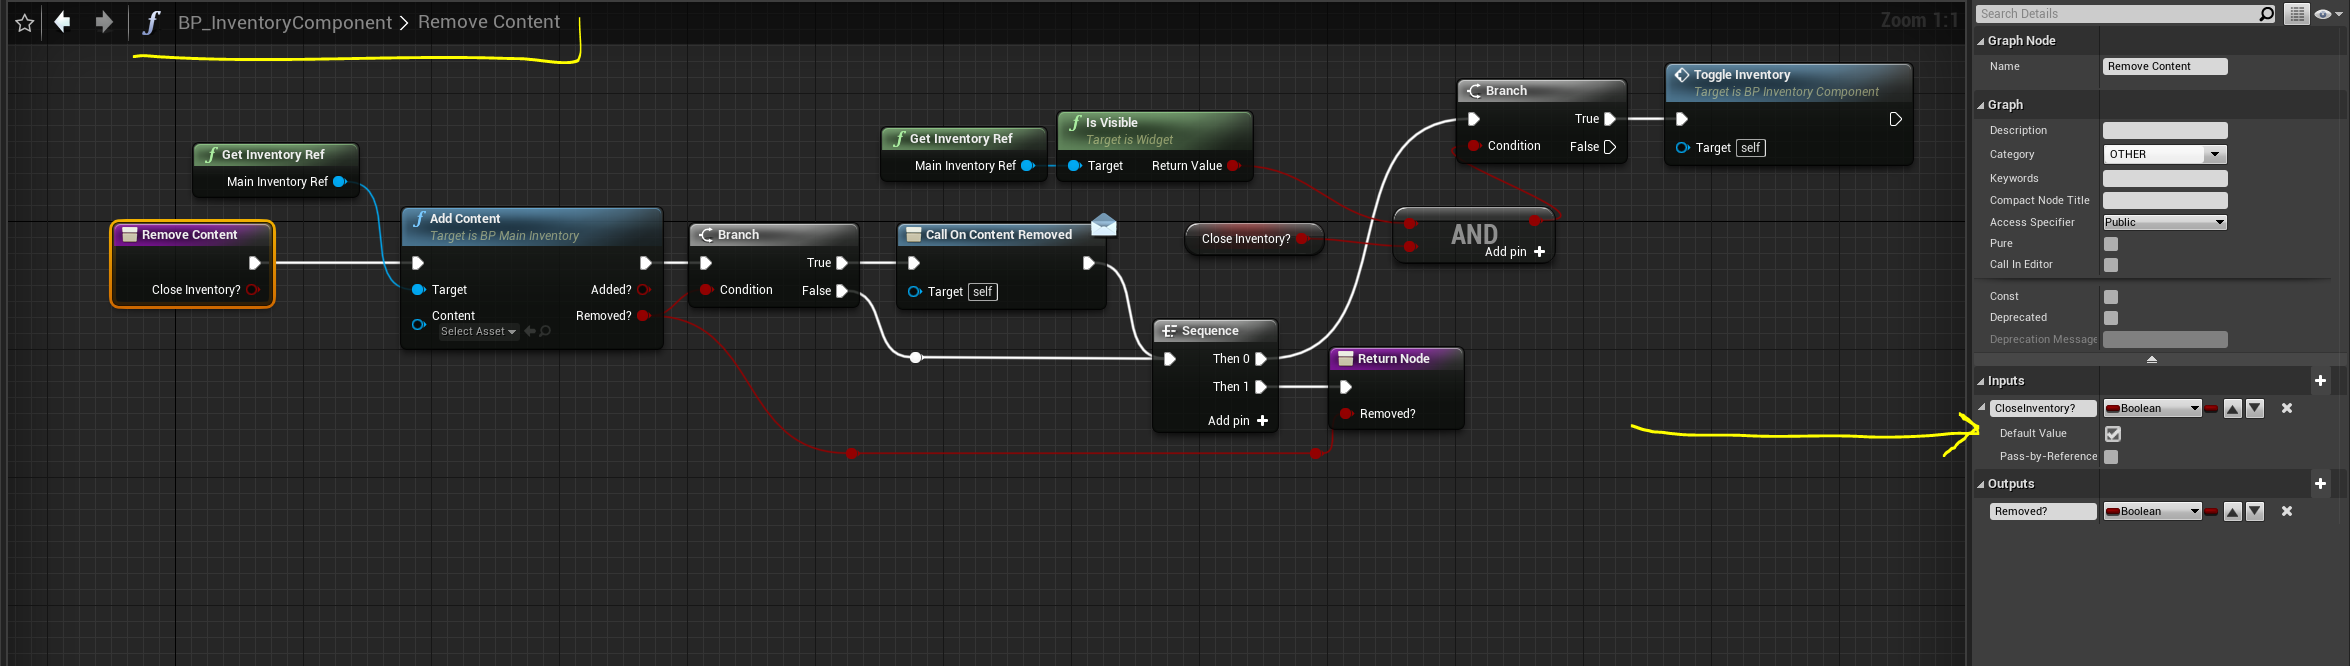 BP_InventoryComponent > Remove Content
Zoom 1:1
Get Inventory Ref
Main Inventory Ref
Remove Content
Close Inventory?
Add Content
Target is BP Main Inventory
Target
Added?
Content
Select Asset
Removed?
Branch
True
Condition
False
Call On Content Removed
Target self
Get Inventory Ref
Main Inventory Ref
Is Visible
Target is Widget
Target
Return Value
Close Inventory?
AND
Add pin +
Sequence
Then 0
Then 1
Add pin +
Return Node
Removed?
Branch
True
Condition
False
Toggle Inventory
Target is BP Inventory Component
Target self
Search Details
Graph Node
Name
Remove Content
Graph
Description
Category
OTHER
Keywords
Compact Node Title
Access Specifier
Public
Pure
Call In Editor
Const
Deprecated
Deprecation Message
Inputs
CloseInventory?
Boolean
Default Value
Pass-by-Reference
Outputs
Removed?
Boolean